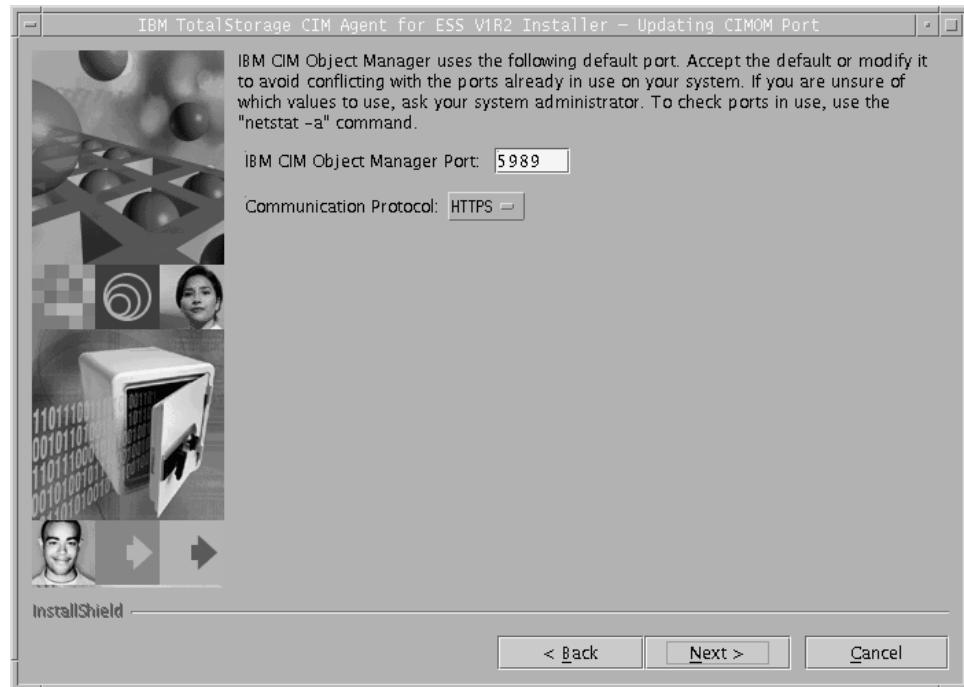 IBM TotalStorage CIM Agent for ESS V1R2 Installer – Updating CIMOM Port
IBM CIM Object Manager uses the following default port. Accept the default or modify it
to avoid conflicting with the ports already in use on your system. If you are unsure of
which values to use, ask your system administrator. To check ports in use, use the
"netstat –a" command.
IBM CIM Object Manager Port: 5989
Communication Protocol: HTTPS
InstallShield
< Back
Next >
Cancel